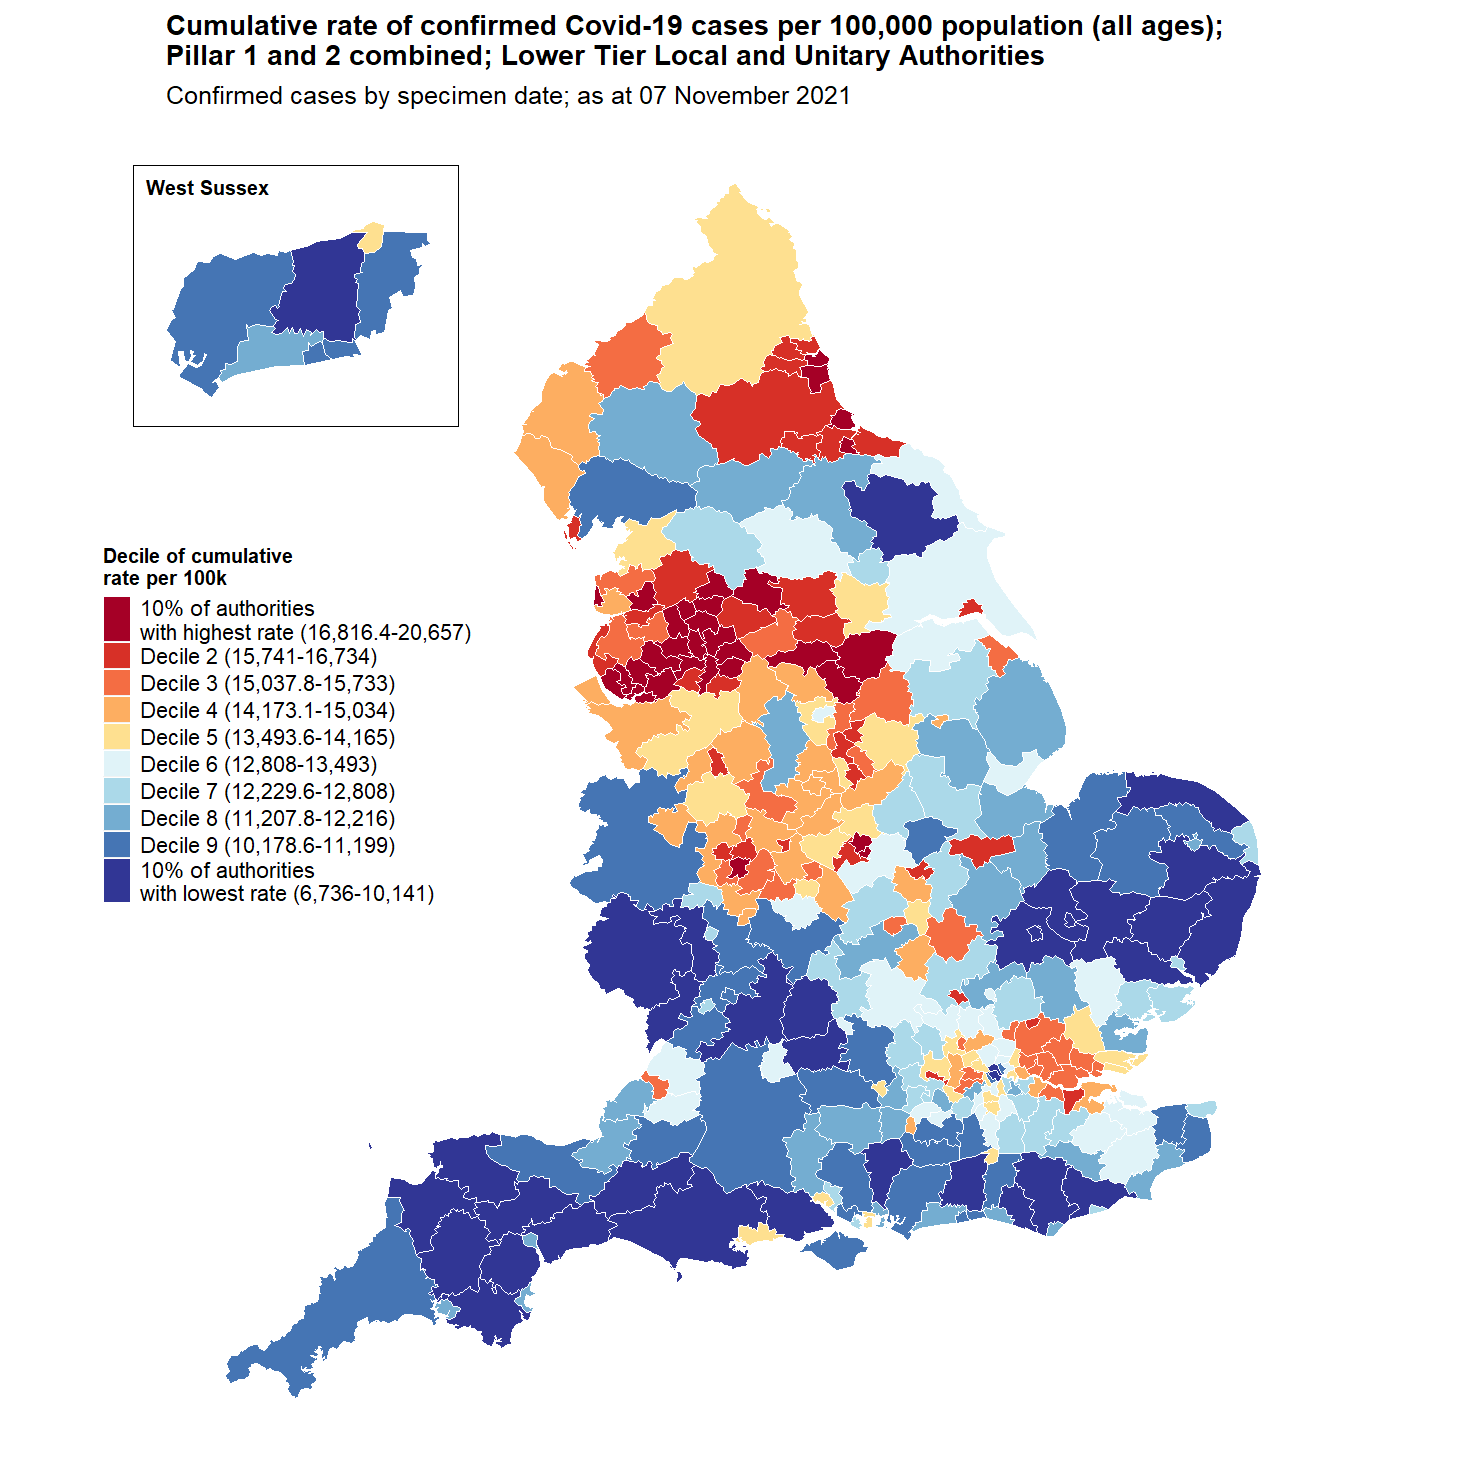 Cumulative rate of confirmed Covid-19 cases per 100,000 population (all ages);
Pillar 1 and 2 combined; Lower Tier Local and Unitary Authorities
Confirmed cases by specimen date; as at 07 November 2021
West Sussex
Decile of cumulative
rate per 100k
10% of authorities
with highest rate (16,816.4-20,657)
Decile 2 (15,741-16,734)
Decile 3 (15,037.8-15,733)
Decile 4 (14,173.1-15,034)
Decile 5 (13,493.6-14,165)
Decile 6 (12,808-13,493)
Decile 7 (12,229.6-12,808)
Decile 8 (11,207.8-12,216)
Decile 9 (10,178.6-11,199)
10% of authorities
with lowest rate (6,736-10,141)